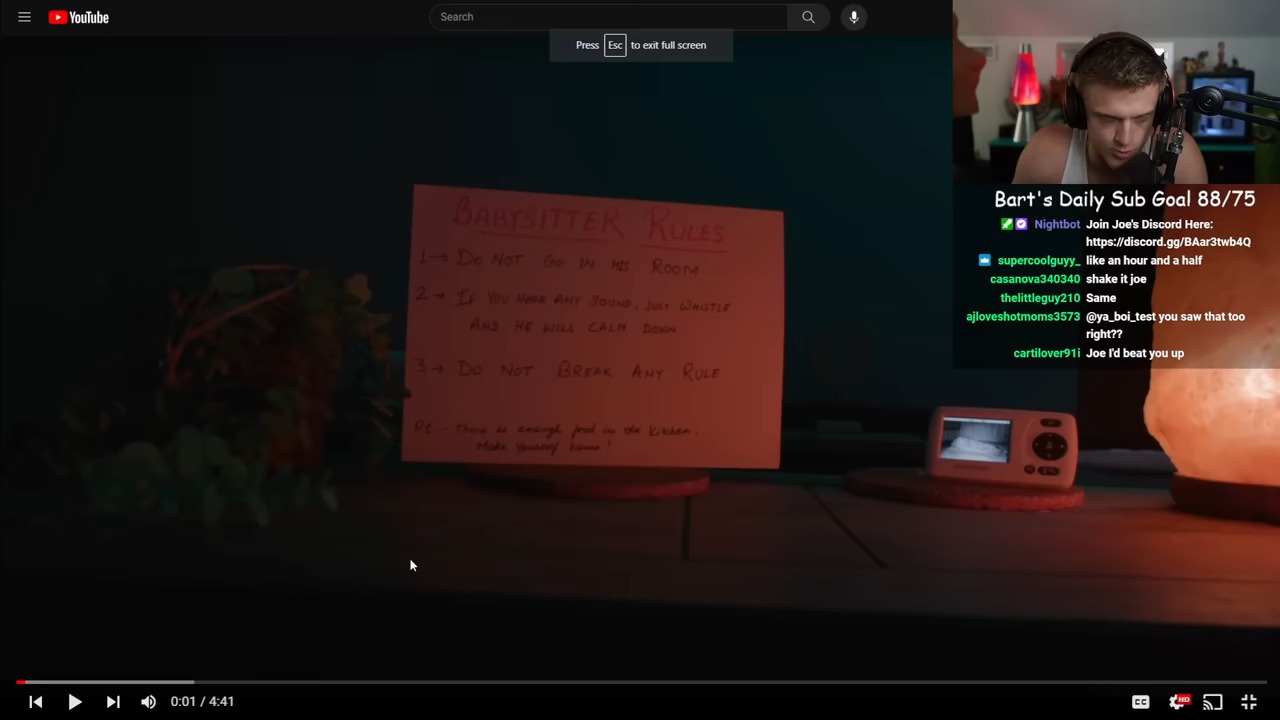 YouTube
Search
Press Esc to exit full screen
BABYSITTER RULES
1→ DO NOT GO IN HIS ROOM
2→ IF YOU HEAR ANY SOUND, JUST WHISTLE
AND HE WILL CALM DOWN
3→ DO NOT BREAK ANY RULE
PS - There is enough food in the Kitchen.
Make Yourself home!
Bart's Daily Sub Goal 88/75
Nightbot Join Joe's Discord Here:
https://discord.gg/BAar3twb4Q
supercoolguyy_ like an hour and a half
casanova340340 shake it joe
thelittleguy210 Same
ajloveshotmoms3573 @ya_boi_test you saw that too
right??
cartilover91i Joe I'd beat you up
0:01 / 4:41
CC
HD